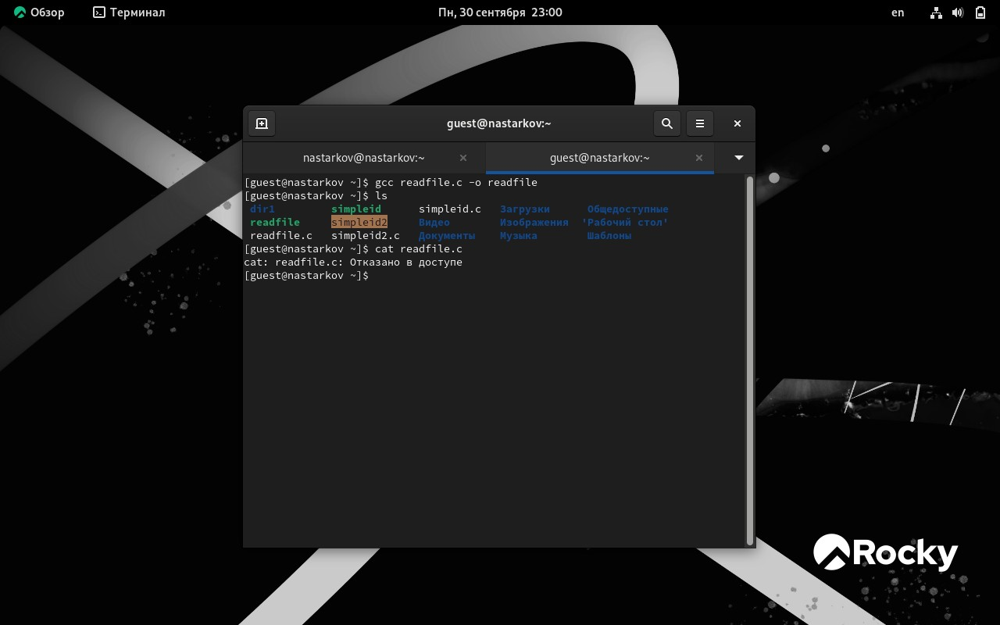 Обзор Терминал Пн, 30 сентября 23:00 en
guest@nastarkov:~
nastarkov@nastarkov:~ guest@nastarkov:~
[guest@nastarkov ~]$ gcc readfile.c -o readfile
[guest@nastarkov ~]$ ls
dir1 simpleid simpleid.c Загрузки Общедоступные
readfile simpleid2 Видео Изображения 'Рабочий стол'
readfile.c simpleid2.c Документы Музыка Шаблоны
[guest@nastarkov ~]$ cat readfile.c
cat: readfile.c: Отказано в доступе
[guest@nastarkov ~]$
Rocky